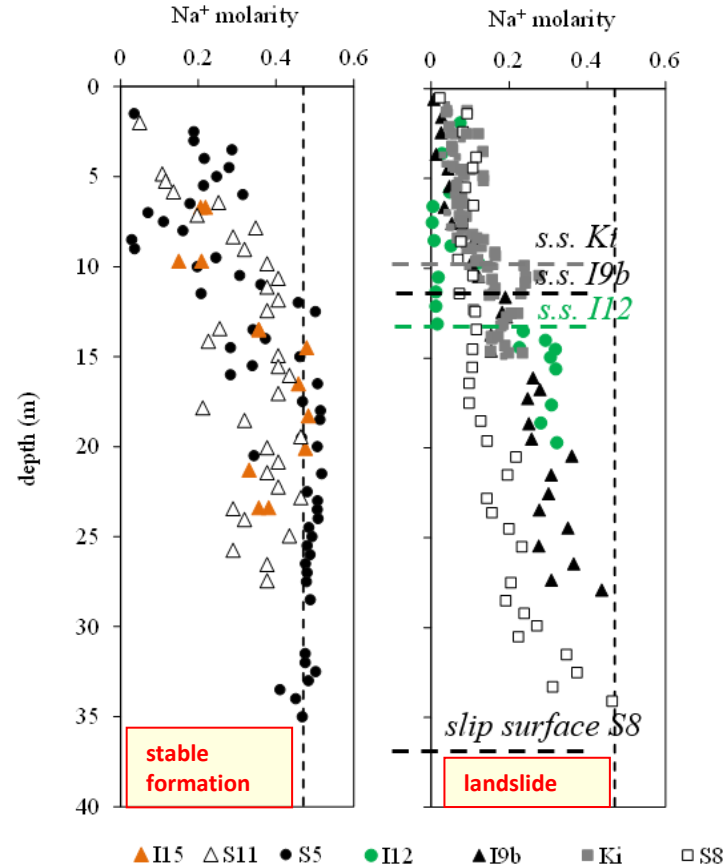 Na+ molarity
Na+ molarity
0 0.2 0.4 0.6
0 0.2 0.4 0.6
0
5
10
15
20
25
30
35
40
depth (m)
s.s. Ki
s.s. I9b
s.s. I12
slip surface S8
stable
formation
landslide
I15 S11 S5 I12 I9b Ki S8